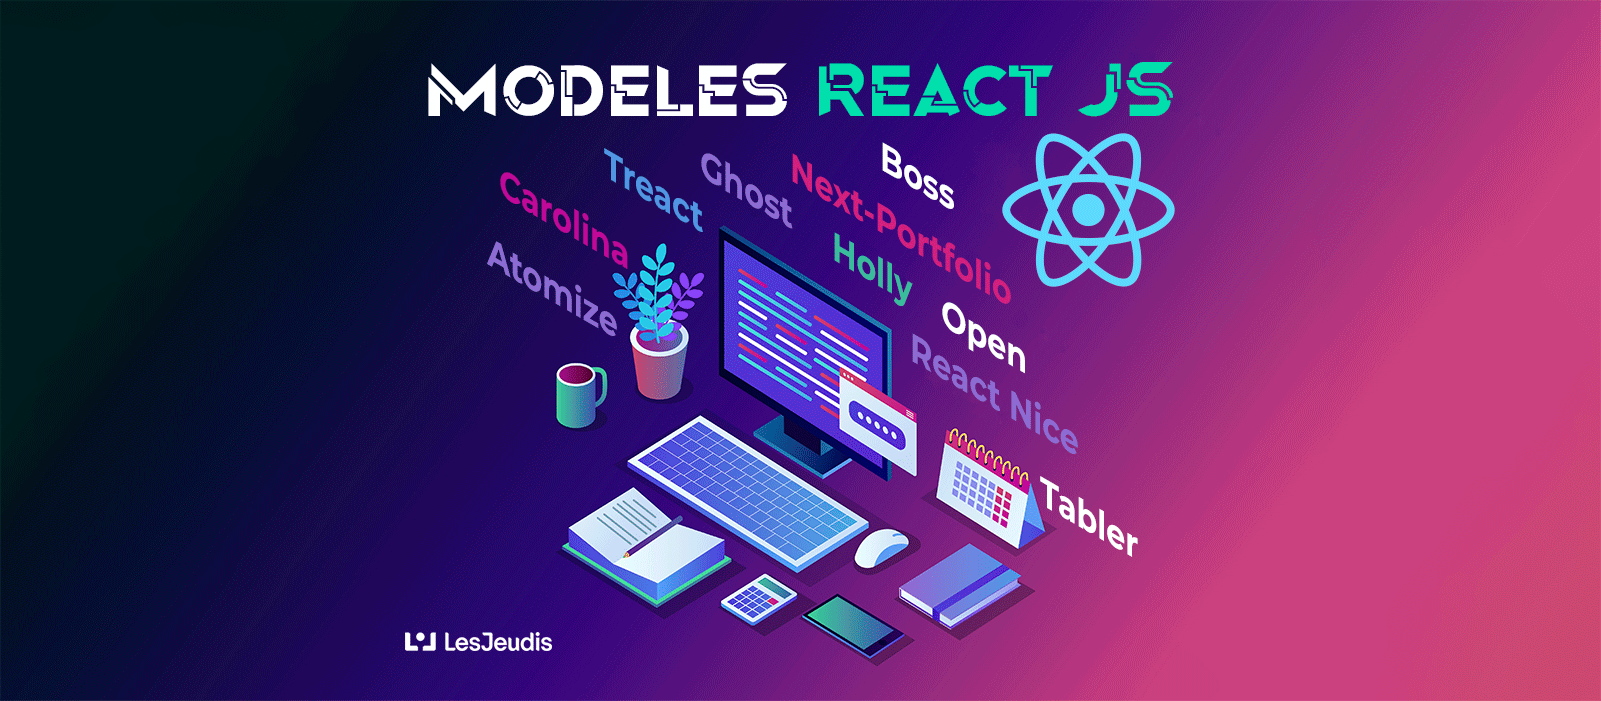 MODELES REACT JS
Boss
Ghost
Next-Portfolio
Treact
Carolina
Holly
Atomize
Open
React Nice
Tabler
LesJeudis